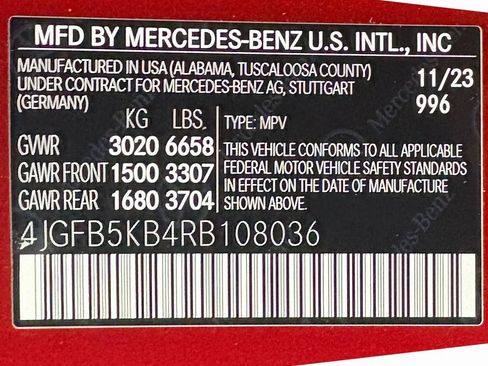 MFD BY MERCEDES-BENZ U.S. INTL., INC
MANUFACTURED IN USA (ALABAMA, TUSCALOOSA COUNTY)
UNDER CONTRACT FOR MERCEDES-BENZ AG, STUTTGART
(GERMANY)
11/23
996
KG LBS.
GVWR 3020 6658
GAWR FRONT 1500 3307
GAWR REAR 1680 3704
TYPE: MPV
THIS VEHICLE CONFORMS TO ALL APPLICABLE
FEDERAL MOTOR VEHICLE SAFETY STANDARDS
IN EFFECT ON THE DATE OF MANUFACTURE
SHOWN ABOVE.
4JGFB5KB4RB108036